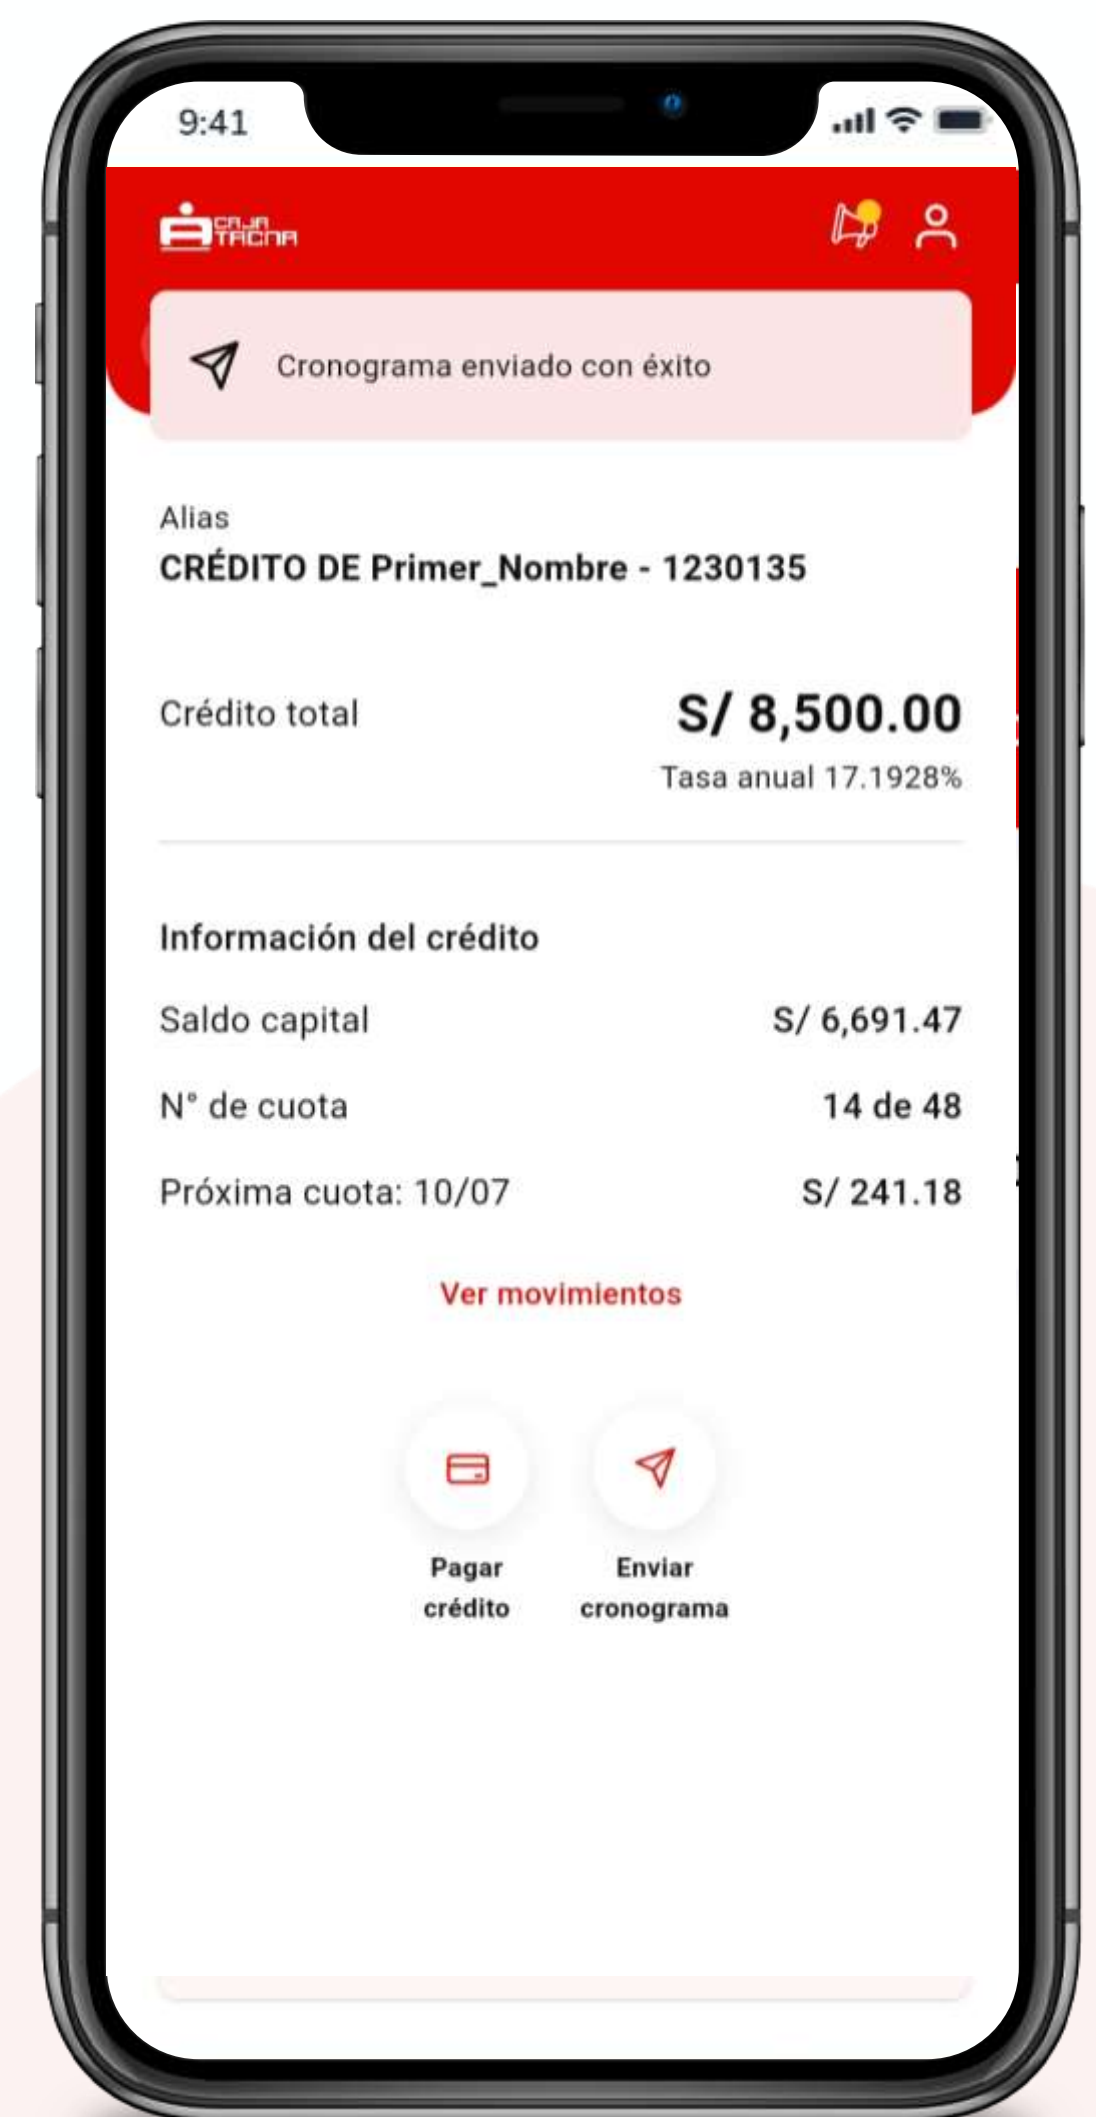 9:41
CAJA
TACNA
Cronograma enviado con éxito
Alias
CRÉDITO DE Primer_Nombre - 1230135
Crédito total S/ 8,500.00
Tasa anual 17.1928%
Información del crédito
Saldo capital S/ 6,691.47
N° de cuota 14 de 48
Próxima cuota: 10/07 S/ 241.18
Ver movimientos
Pagar crédito
Enviar cronograma